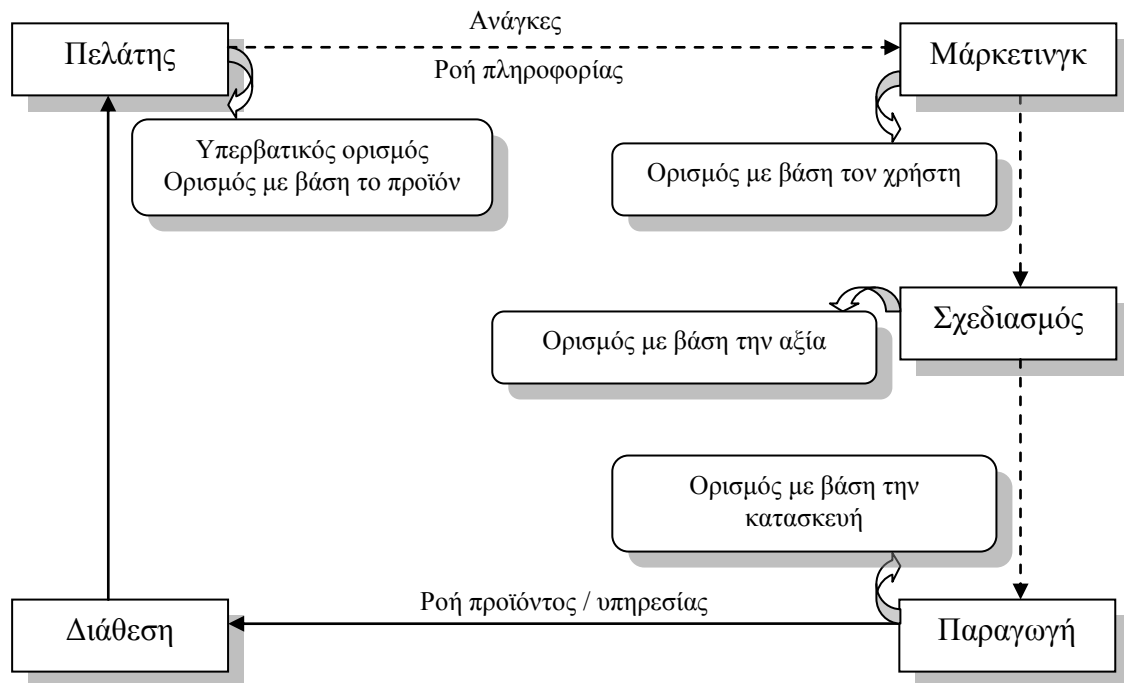 Ανάγκες
Πελάτης
Μάρκετινγκ
Ροή πληροφορίας
Υπερβατικός ορισμός
Ορισμός με βάση το προϊόν
Ορισμός με βάση τον χρήστη
Σχεδιασμός
Ορισμός με βάση την αξία
Ορισμός με βάση την
κατασκευή
Ροή προϊόντος / υπηρεσίας
Διάθεση
Παραγωγή